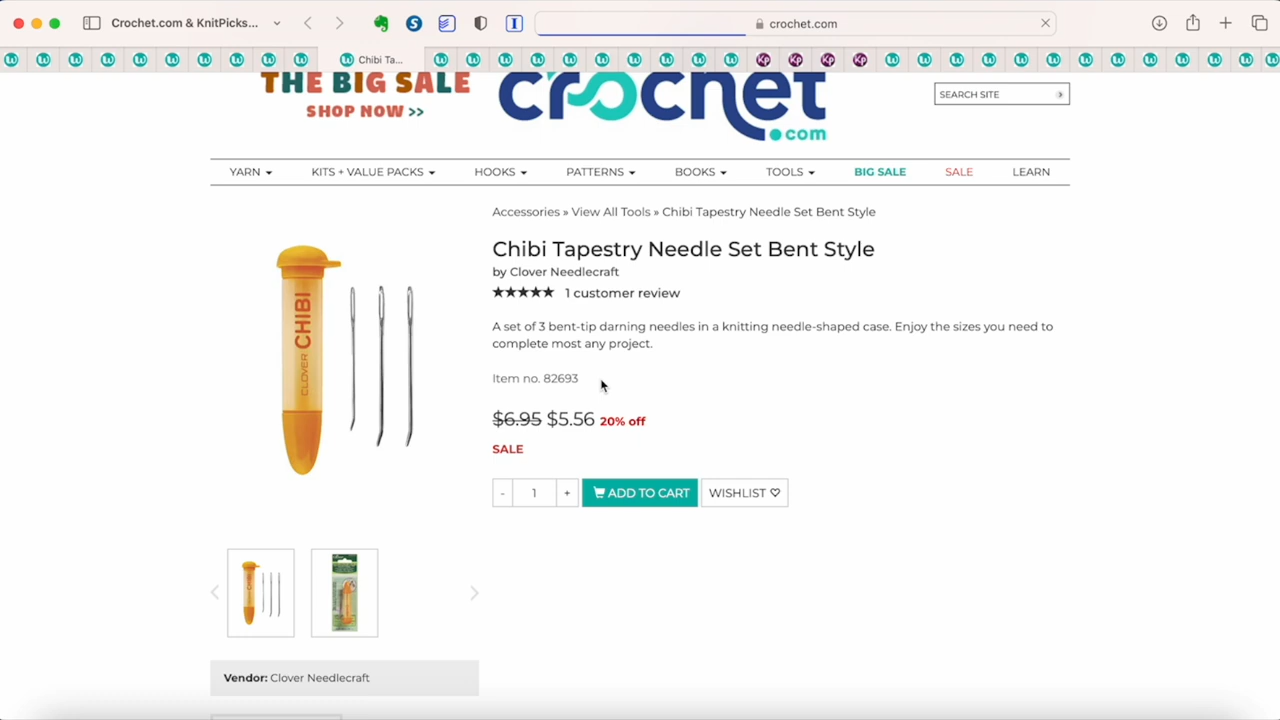 Crochet.com & KnitPicks...
crochet.com
Chibi Ta...
THE BIG SALE
SHOP NOW >>
crochet
.com
SEARCH SITE
YARN KITS + VALUE PACKS HOOKS PATTERNS BOOKS TOOLS BIG SALE SALE LEARN
Accessories » View All Tools » Chibi Tapestry Needle Set Bent Style
Chibi Tapestry Needle Set Bent Style
by Clover Needlecraft
★★★★★ 1 customer review
A set of 3 bent-tip darning needles in a knitting needle-shaped case. Enjoy the sizes you need to
complete most any project.
Item no. 82693
$6.95 $5.56 20% off
SALE
- 1 + ADD TO CART WISHLIST
CLOVER CHIBI
Vendor: Clover Needlecraft